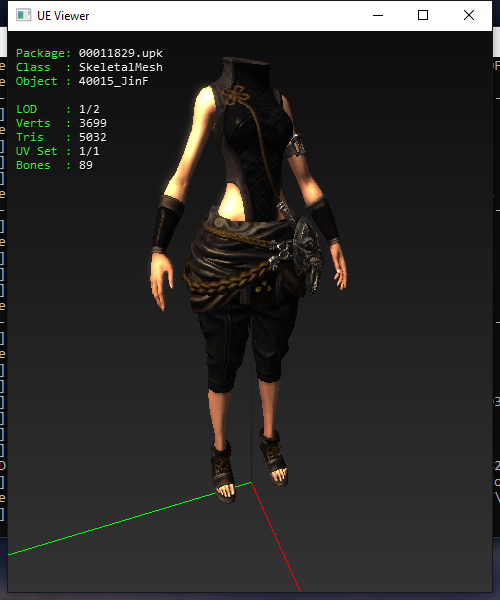 UE Viewer
Package: 00011829.upk
Class : SkeletalMesh
Object : 40015_JinF
LOD : 1/2
Verts : 3699
Tris : 5032
UV Set : 1/1
Bones : 89